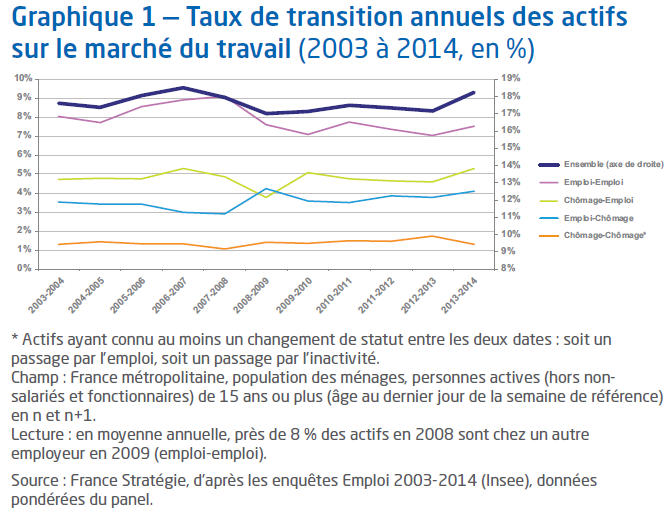 Graphique 1 — Taux de transition annuels des actifs
sur le marché du travail (2003 à 2014, en %)
10%
9%
8%
7%
6%
5%
4%
3%
2%
1%
0%
19%
18%
17%
16%
15%
14%
13%
12%
11%
10%
9%
8%
Ensemble (axe de droite)
Emploi-Emploi
Chômage-Emploi
Emploi-Chômage
Chômage-Chômage*
2003-2004
2004-2005
2005-2006
2006-2007
2007-2008
2008-2009
2009-2010
2010-2011
2011-2012
2012-2013
2013-2014
* Actifs ayant connu au moins un changement de statut entre les deux dates : soit un
passage par l’emploi, soit un passage par l’inactivité.
Champ : France métropolitaine, population des ménages, personnes actives (hors non-
salariés et fonctionnaires) de 15 ans ou plus (âge au dernier jour de la semaine de référence)
en n et n+1.
Lecture : en moyenne annuelle, près de 8 % des actifs en 2008 sont chez un autre
employeur en 2009 (emploi-emploi).
Source : France Stratégie, d’après les enquêtes Emploi 2003-2014 (Insee), données
pondérées du panel.